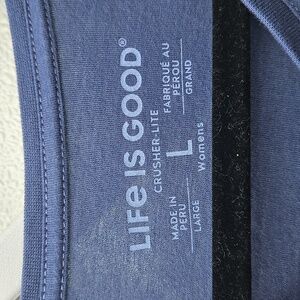 LIFE IS GOOD®
CRUSHER-LITE
MADE IN
PERU
LARGE
L
FABRIQUÉ AU
PÉROU
GRAND
Womens